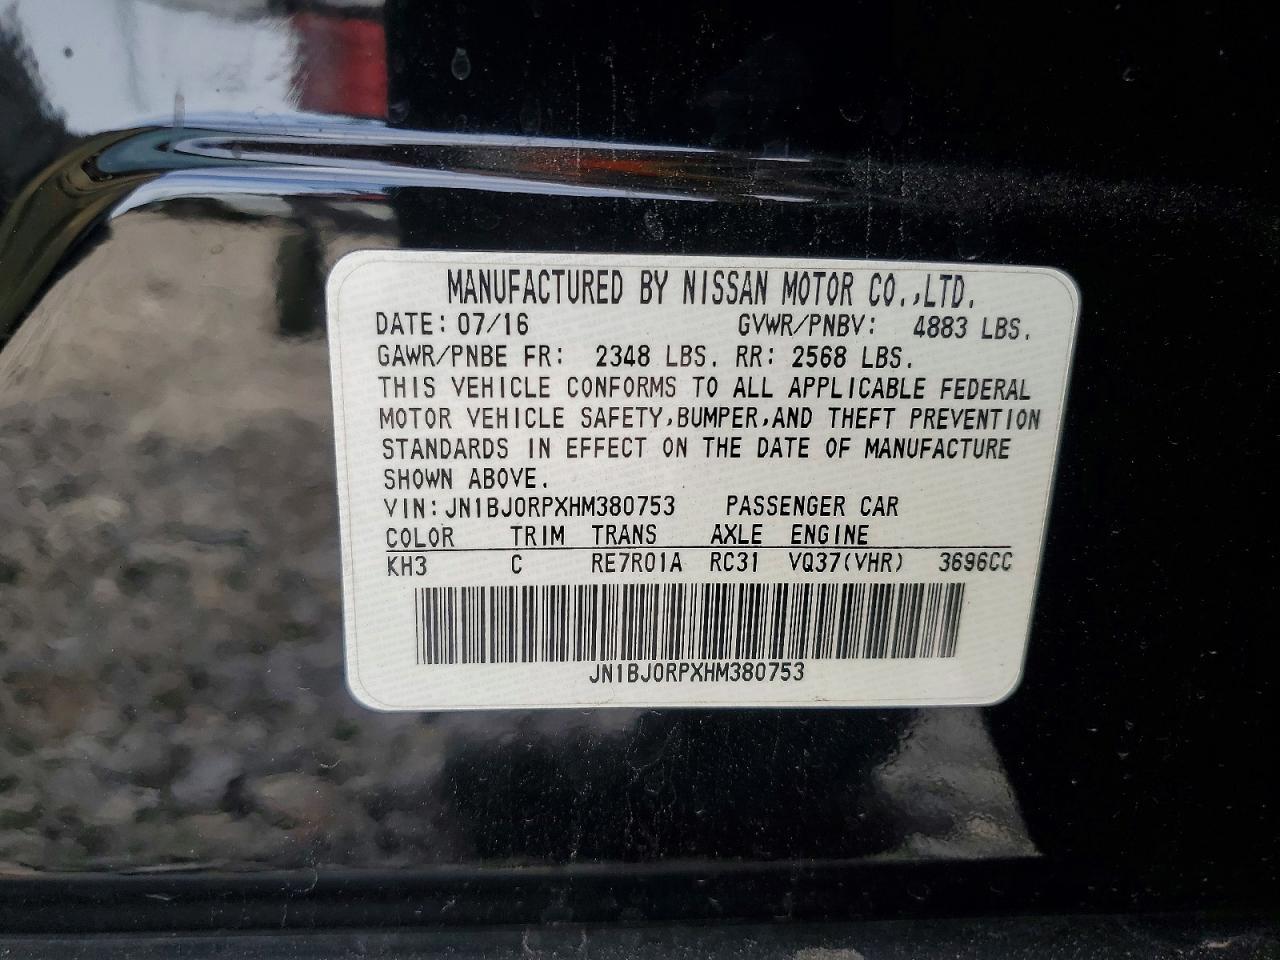 MANUFACTURED BY NISSAN MOTOR CO.,LTD.
DATE: 07/16 GVWR/PNBV: 4883 LBS.
GAWR/PNBE FR: 2348 LBS. RR: 2568 LBS.
THIS VEHICLE CONFORMS TO ALL APPLICABLE FEDERAL
MOTOR VEHICLE SAFETY,BUMPER,AND THEFT PREVENTION
STANDARDS IN EFFECT ON THE DATE OF MANUFACTURE
SHOWN ABOVE.
VIN: JN1BJ0RPXHM380753 PASSENGER CAR
COLOR TRIM TRANS AXLE ENGINE
KH3 C RE7R01A RC31 VQ37(VHR) 3696CC
JN1BJ0RPXHM380753